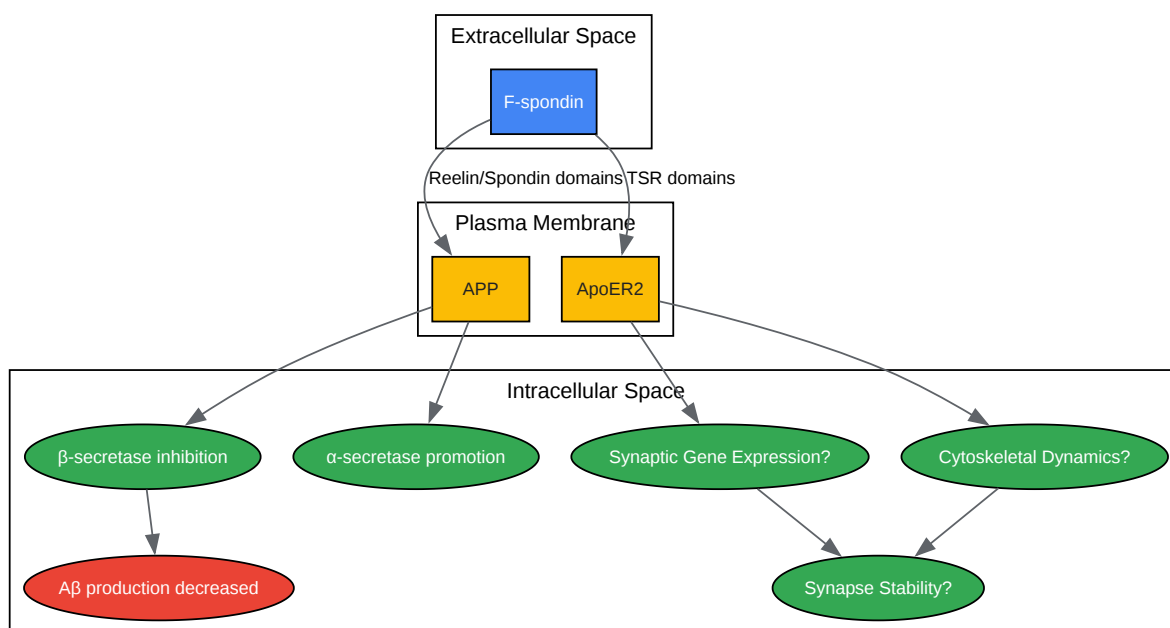 Extracellular Space
F-spondin
Reelin/Spondin domains
TSR domains
Plasma Membrane
APP
ApoER2
Intracellular Space
β-secretase inhibition
α-secretase promotion
Synaptic Gene Expression?
Cytoskeletal Dynamics?
Aβ production decreased
Synapse Stability?